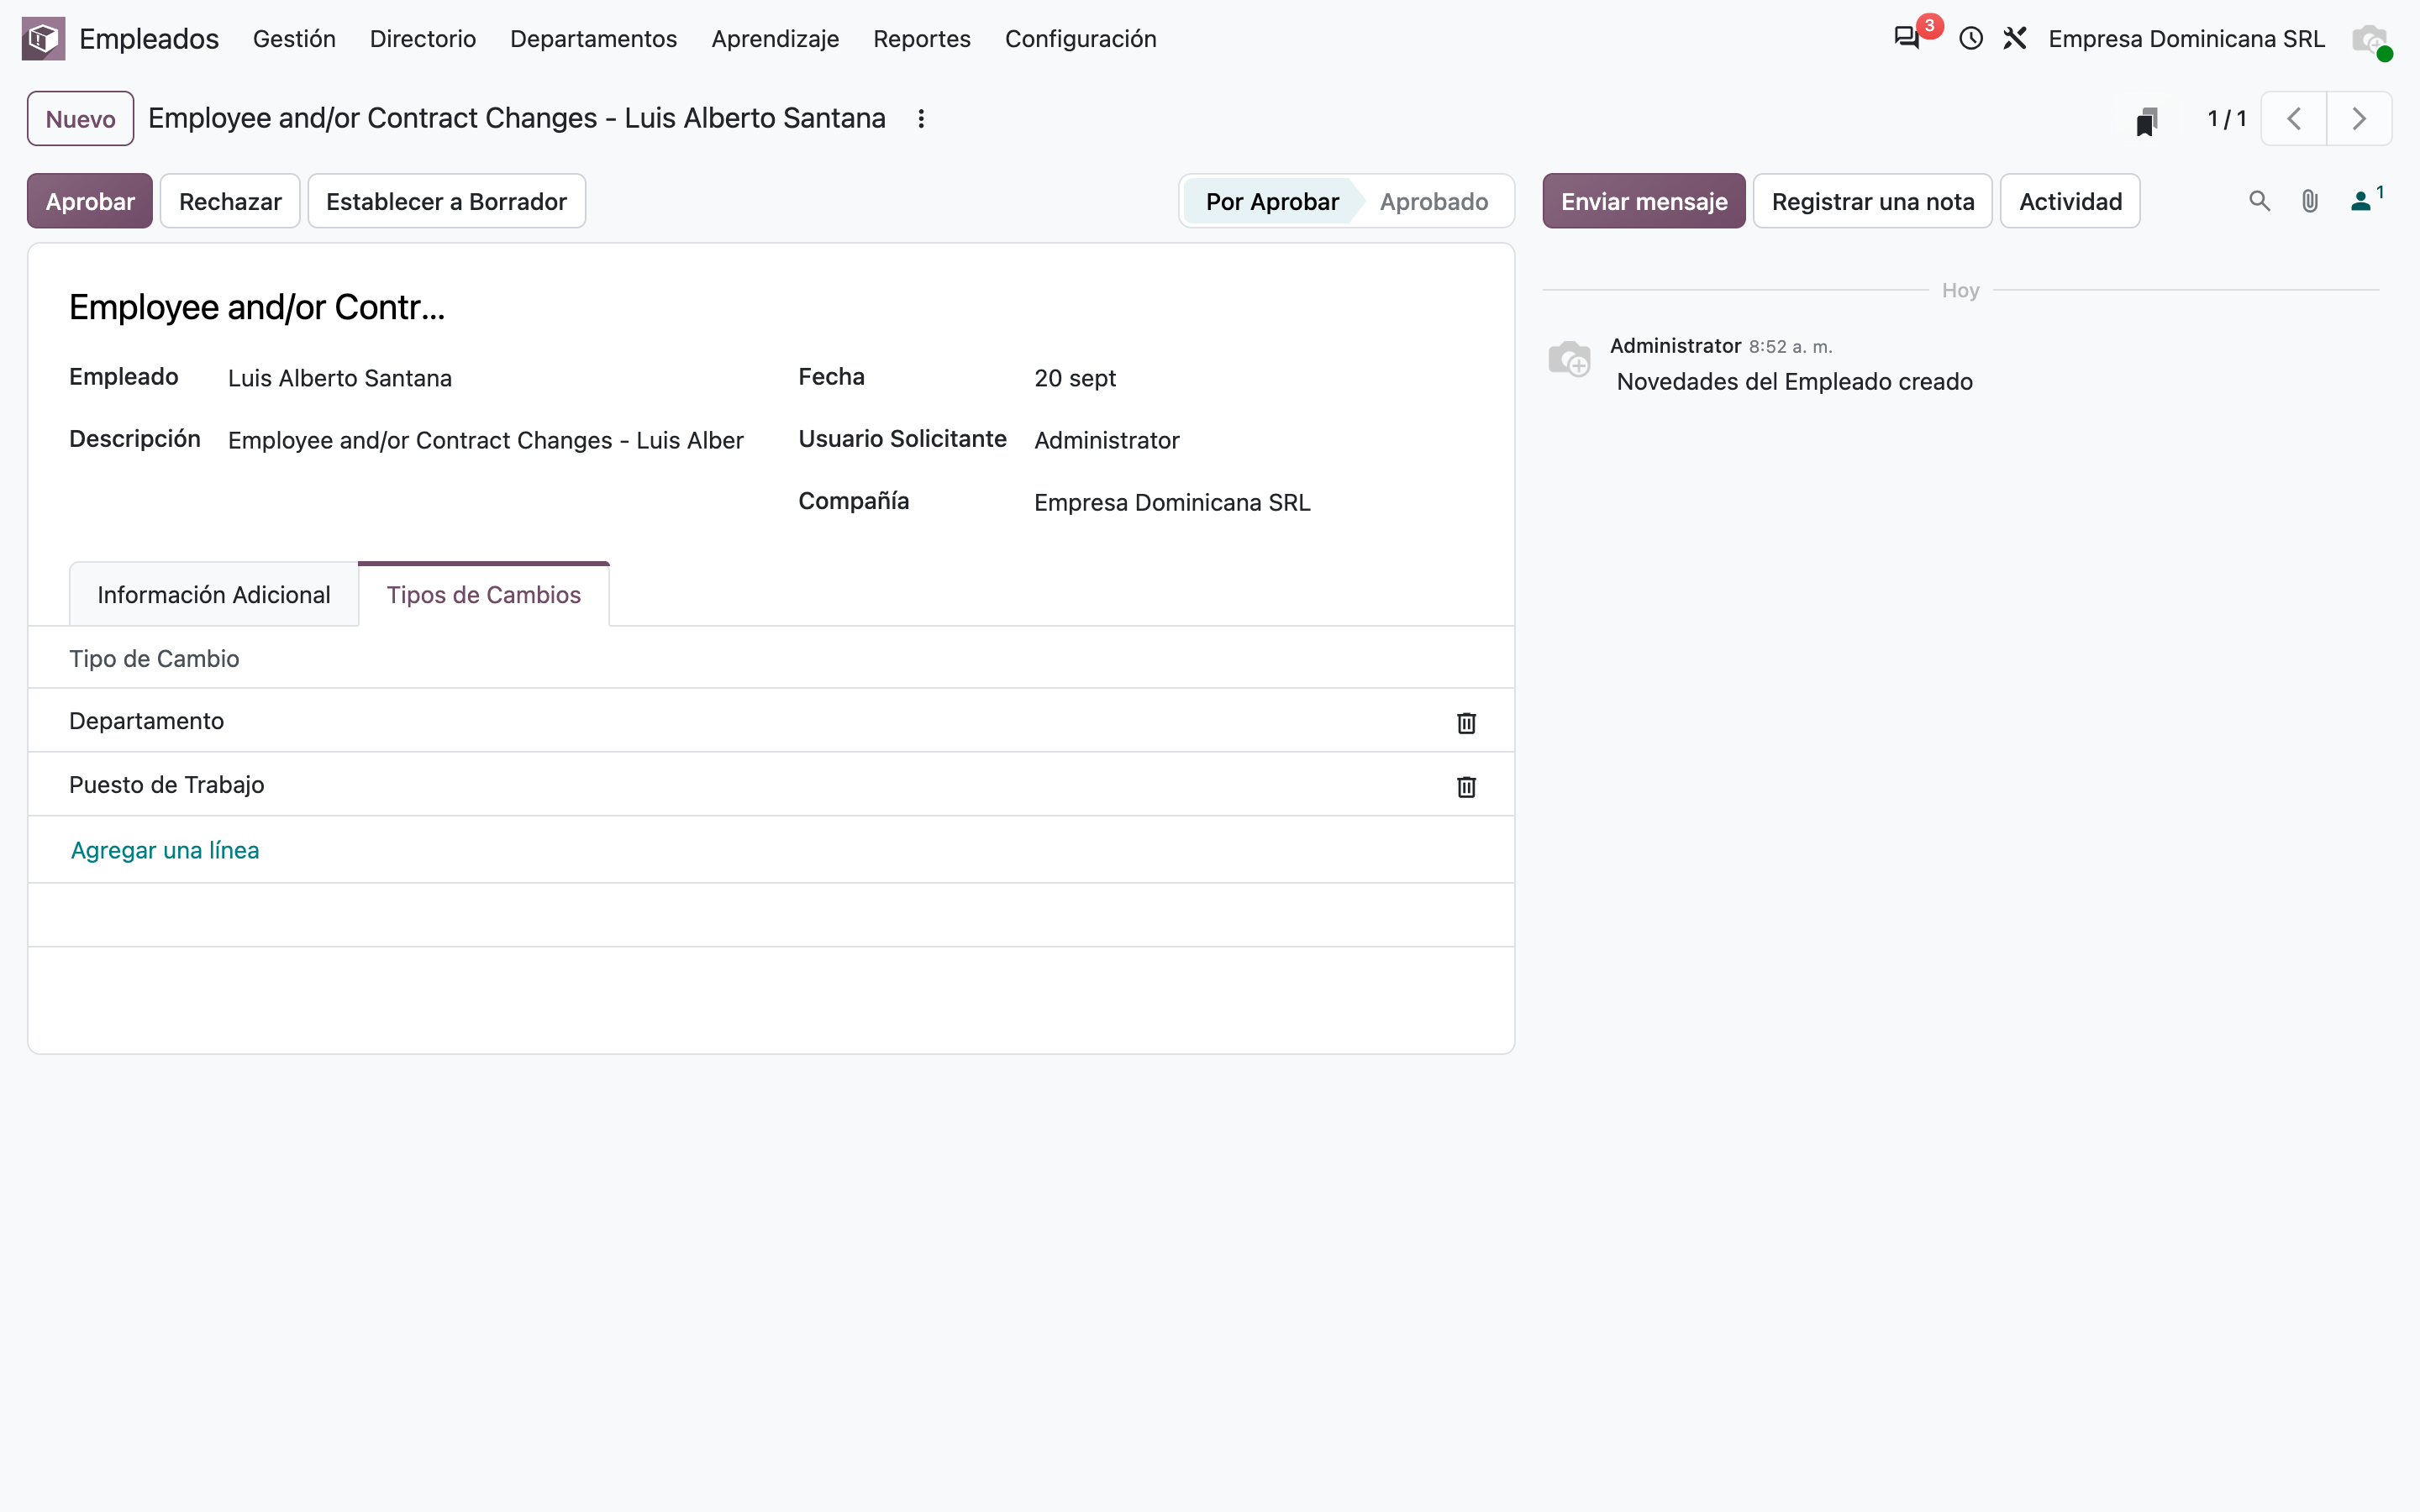 Empleados Gestión Directorio Departamentos Aprendizaje Reportes Configuración 3 Empresa Dominicana SRL
Nuevo Employee and/or Contract Changes - Luis Alberto Santana 1 / 1
Aprobar Rechazar Establecer a Borrador Por Aprobar Aprobado Enviar mensaje Registrar una nota Actividad 1
Hoy
Employee and/or Contr...
Administrator 8:52 a. m.
Novedades del Empleado creado
Empleado Luis Alberto Santana Fecha 20 sept
Descripción Employee and/or Contract Changes - Luis Alber Usuario Solicitante Administrator
Compañía Empresa Dominicana SRL
Información Adicional Tipos de Cambios
Tipo de Cambio
Departamento
Puesto de Trabajo
Agregar una línea